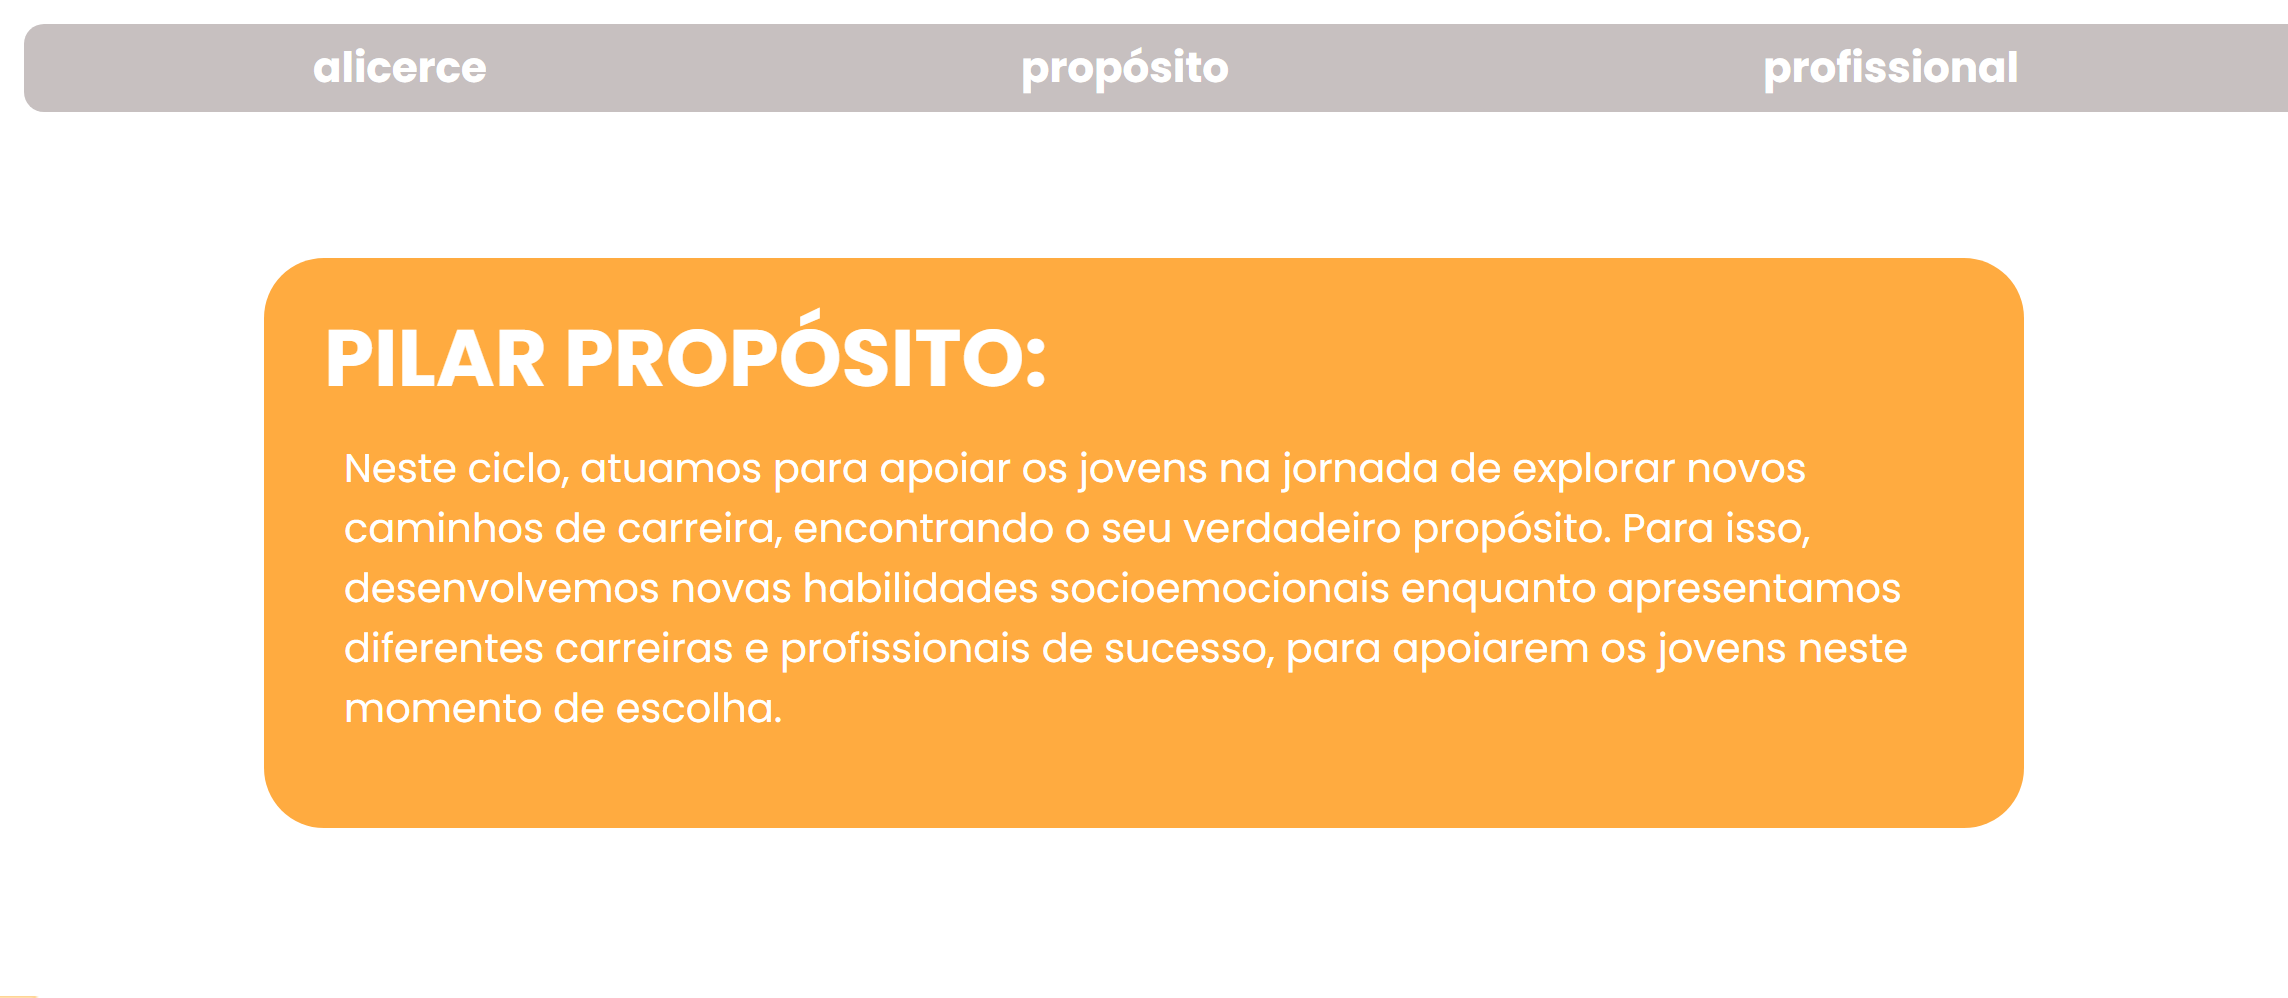 alicerce propósito profissional
PILAR PROPÓSITO:
Neste ciclo, atuamos para apoiar os jovens na jornada de explorar novos
caminhos de carreira, encontrando o seu verdadeiro propósito. Para isso,
desenvolvemos novas habilidades socioemocionais enquanto apresentamos
diferentes carreiras e profissionais de sucesso, para apoiarem os jovens neste
momento de escolha.